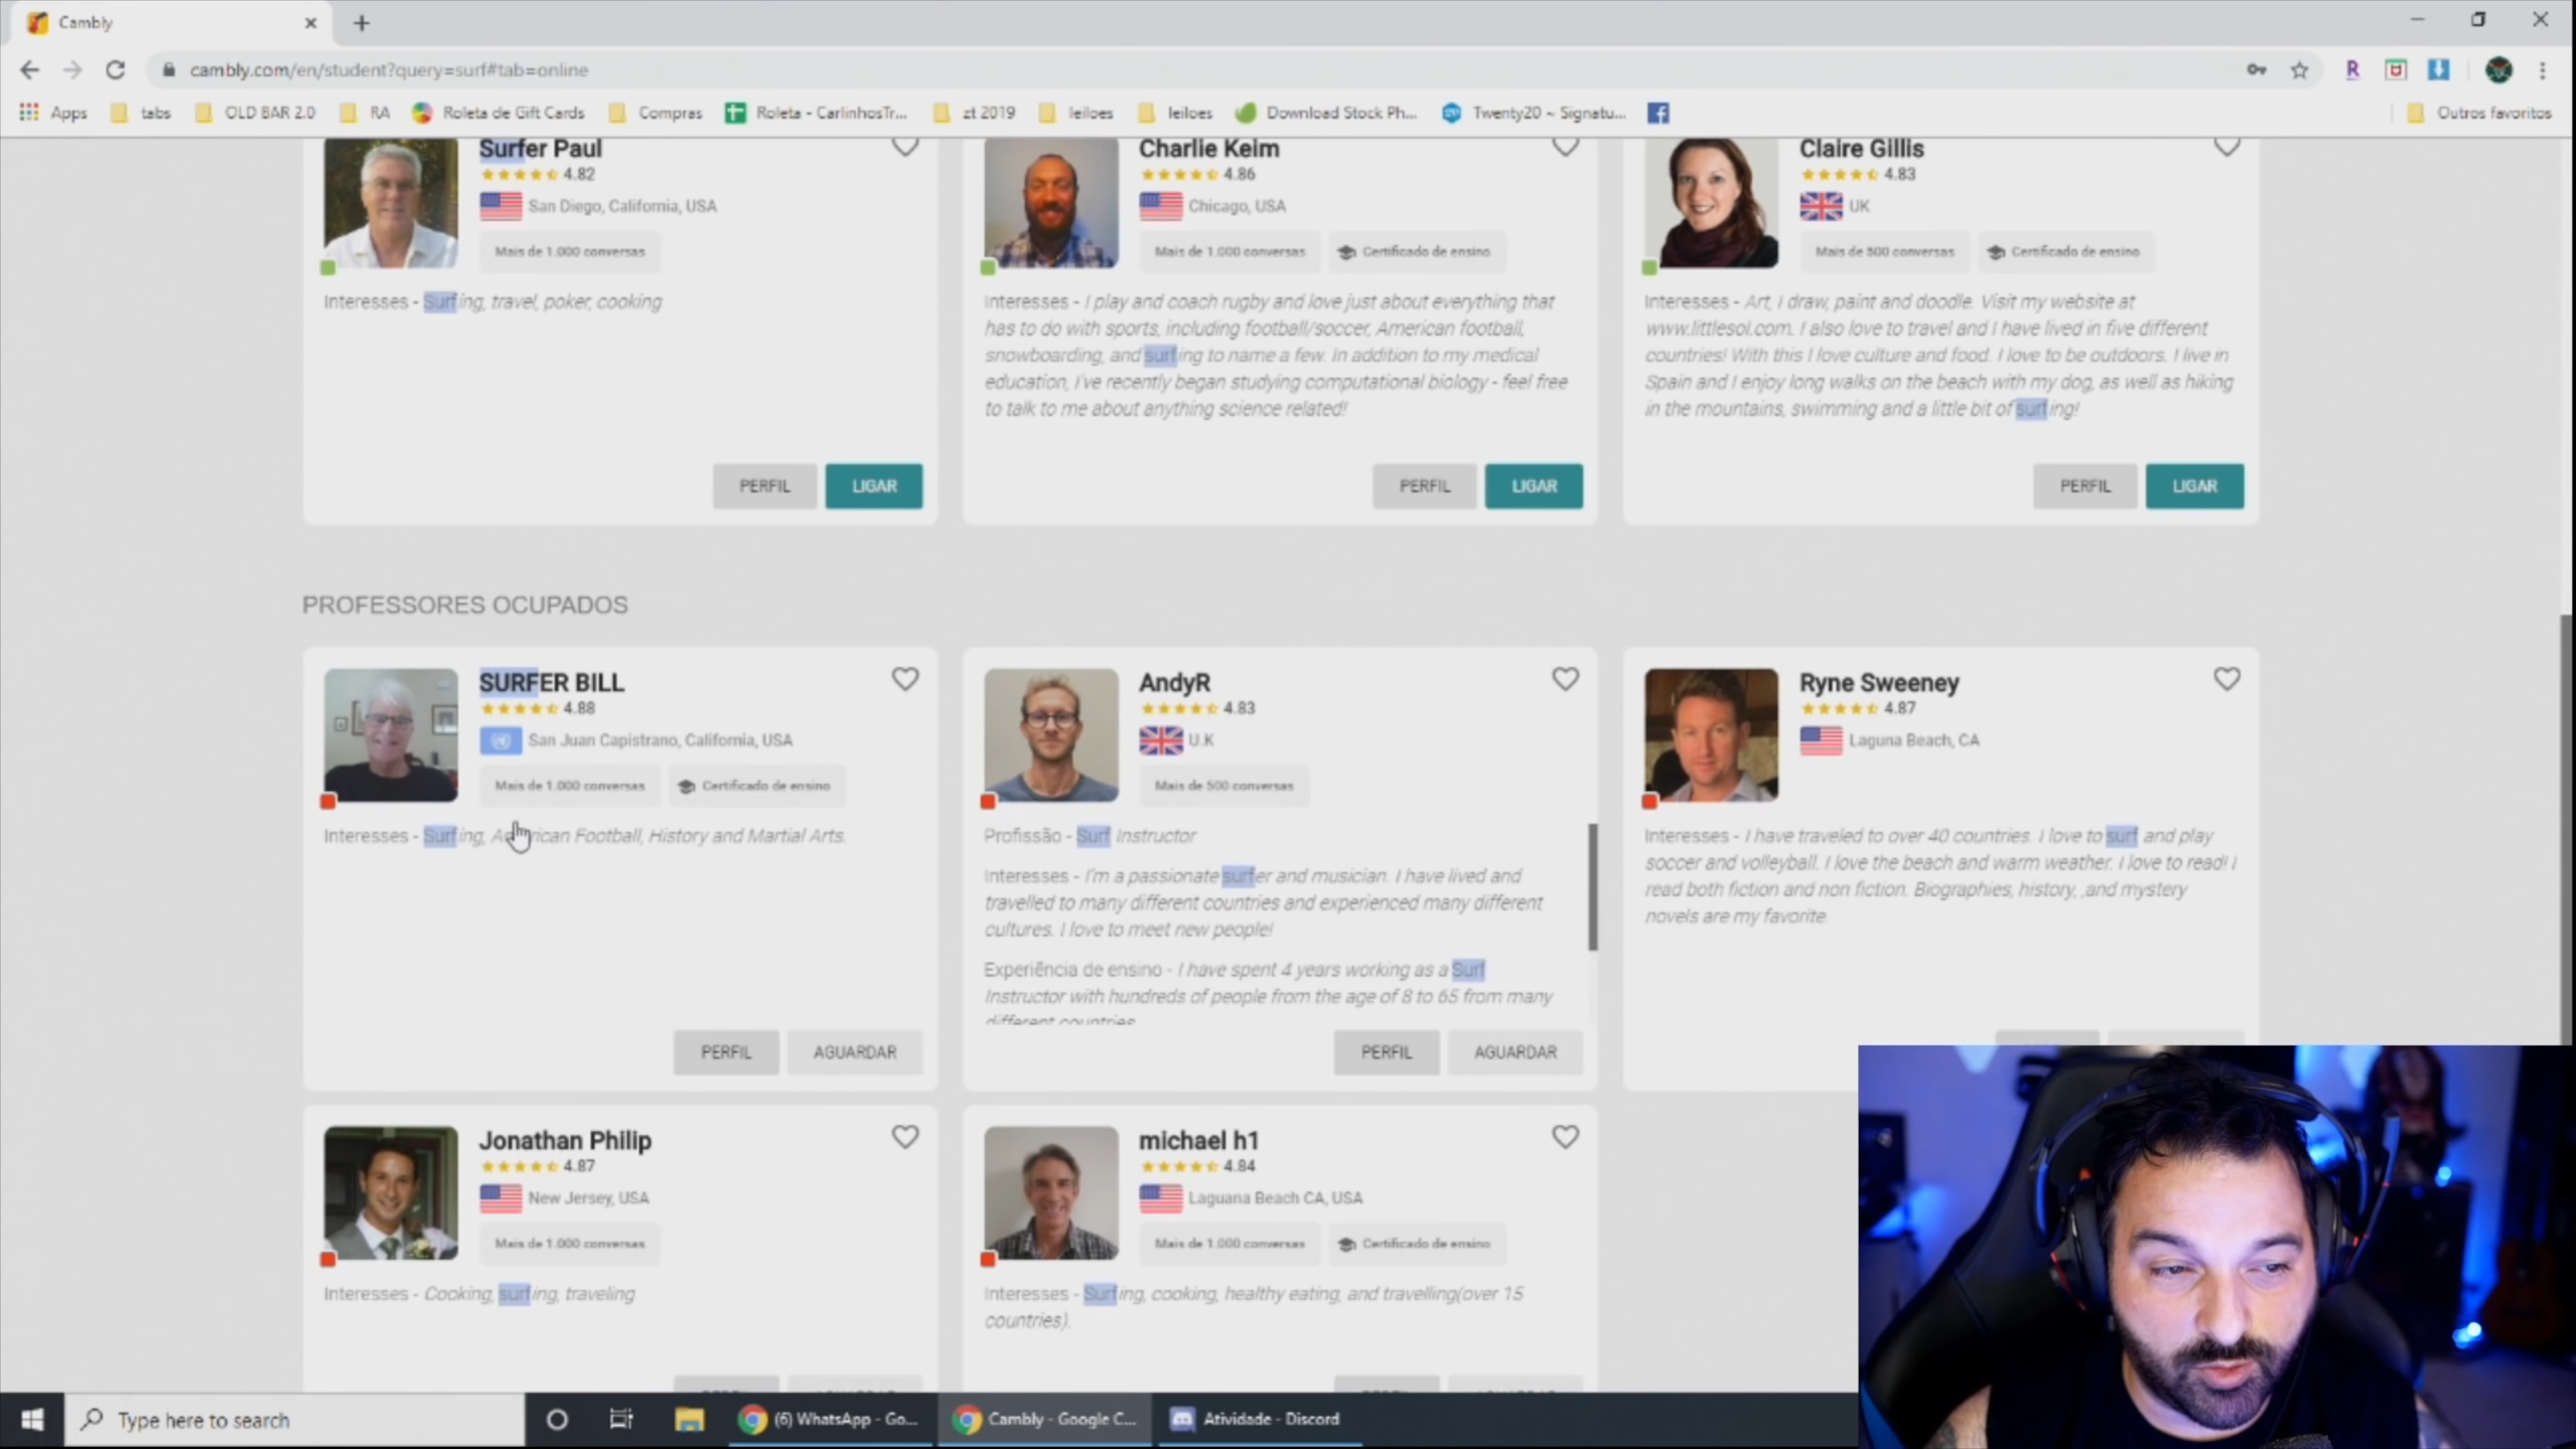 Cambly
cambly.com/en/student?query=surf#tab=online
Apps tabs OLD BAR 2.0 RA Roleta de Gift Cards Compras Roleta - CarlinhosTr... zt 2019 leiloes leiloes Download Stock Ph... Twenty20 ~ Signatu... Outros favoritos
Surfer Paul
4.82
San Diego, California, USA
Mais de 1.000 conversas
Interesses - Surfing, travel, poker, cooking
PERFIL LIGAR
Charlie Keim
4.86
Chicago, USA
Mais de 1.000 conversas Certificado de ensino
Interesses - I play and coach rugby and love just about everything that
has to do with sports, including football/soccer, American football,
snowboarding, and surfing to name a few. In addition to my medical
education, I've recently began studying computational biology - feel free
to talk to me about anything science related!
PERFIL LIGAR
Claire Gillis
4.83
UK
Mais de 500 conversas Certificado de ensino
Interesses - Art, I draw, paint and doodle. Visit my website at
www.littlesol.com. I also love to travel and I have lived in five different
countries! With this I love culture and food. I love to be outdoors. I live in
Spain and I enjoy long walks on the beach with my dog, as well as hiking
in the mountains, swimming and a little bit of surfing!
PERFIL LIGAR
PROFESSORES OCUPADOS
SURFER BILL
4.88
San Juan Capistrano, California, USA
Mais de 1.000 conversas Certificado de ensino
Interesses - Surfing, American Football, History and Martial Arts.
PERFIL AGUARDAR
AndyR
4.83
U.K
Mais de 500 conversas
Profissão - Surf Instructor
Interesses - I'm a passionate surfer and musician. I have lived and
travelled to many different countries and experienced many different
cultures. I love to meet new people!
Experiência de ensino - I have spent 4 years working as a Surf
Instructor with hundreds of people from the age of 8 to 65 from many
different countries
PERFIL AGUARDAR
Ryne Sweeney
4.87
Laguna Beach, CA
Interesses - I have traveled to over 40 countries. I love to surf and play
soccer and volleyball. I love the beach and warm weather. I love to read! I
read both fiction and non fiction. Biographies, history, ,and mystery
novels are my favorite.
Jonathan Philip
4.87
New Jersey, USA
Mais de 1.000 conversas
Interesses - Cooking, surfing, traveling
michael h1
4.84
Laguana Beach CA, USA
Mais de 1.000 conversas Certificado de ensino
Interesses - Surfing, cooking, healthy eating, and travelling(over 15
countries).
Type here to search
(6) WhatsApp - Go... Cambly - Google C... Atividade - Discord